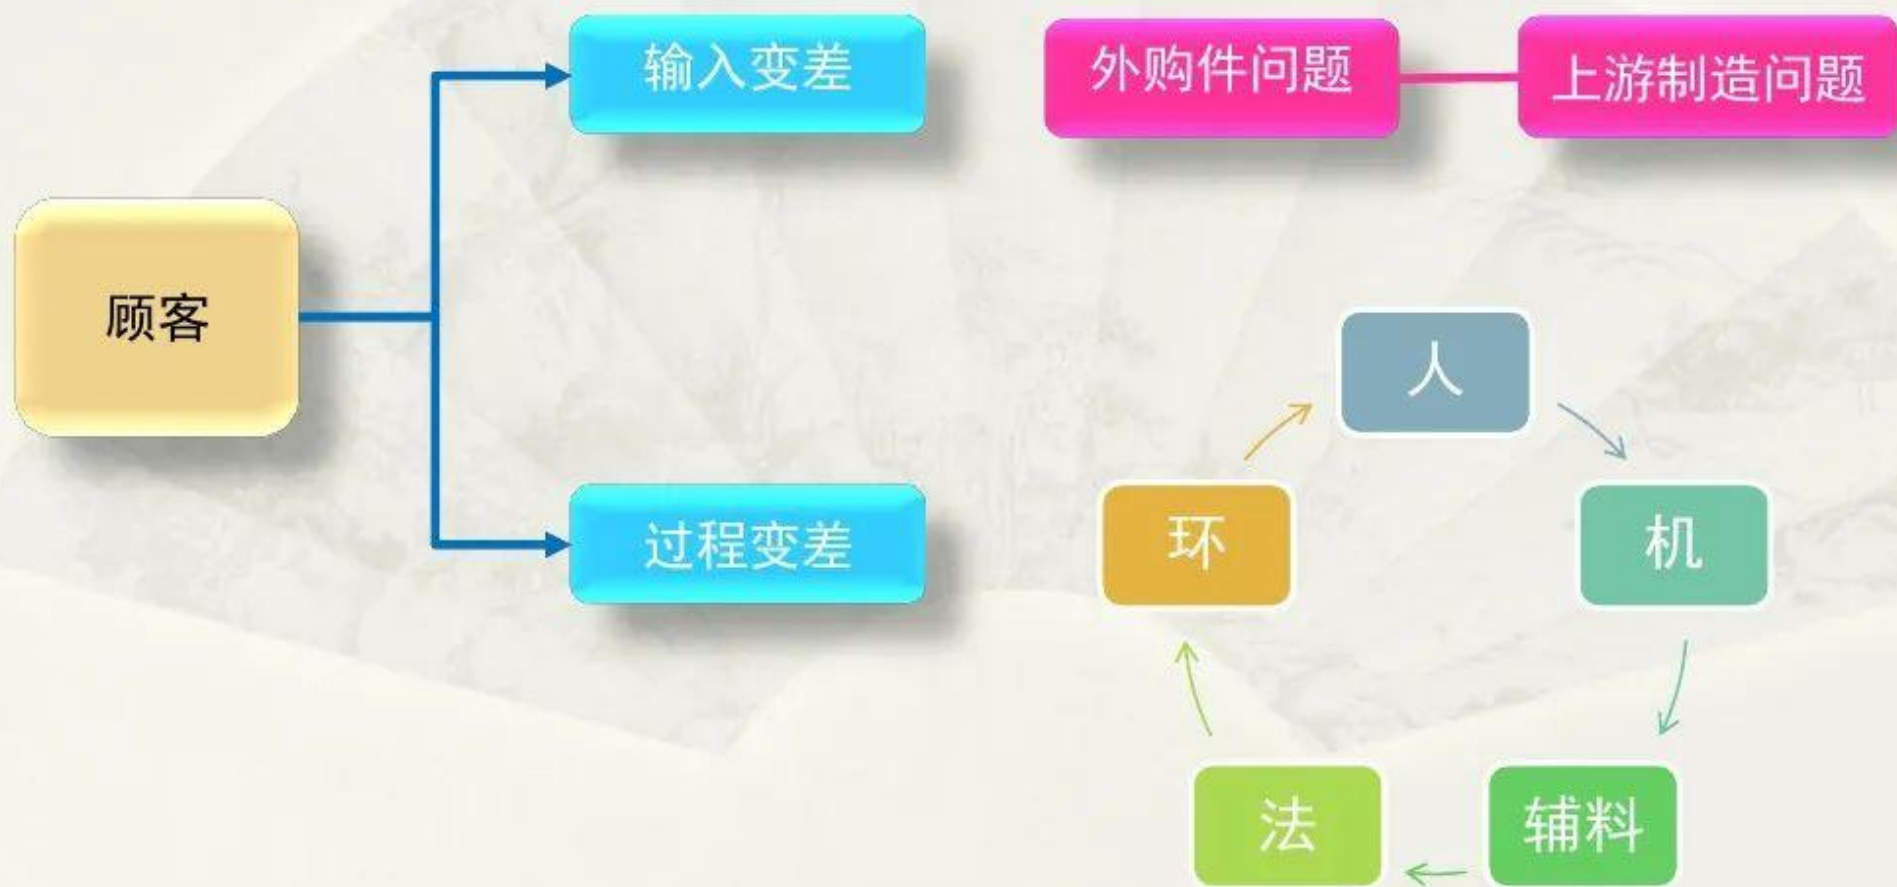 输入变差
外购件问题
上游制造问题
顾客
人
环
机
过程变差
法
辅料